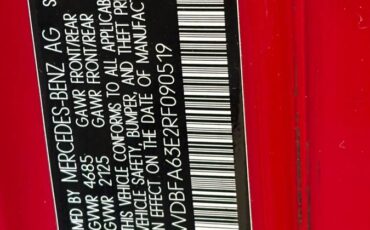 MFD BY MERCEDES-BENZ AG S
GVWR 4685 GAWR FRONT/REAR
GVWR 2125 GAWR FRONT/REAR
THIS VEHICLE CONFORMS TO ALL APPLICABL
VEHICLE SAFETY, BUMPER, AND THEFT PR
IN EFFECT ON THE DATE OF MANUFAC
WDBFA63E2RF090519